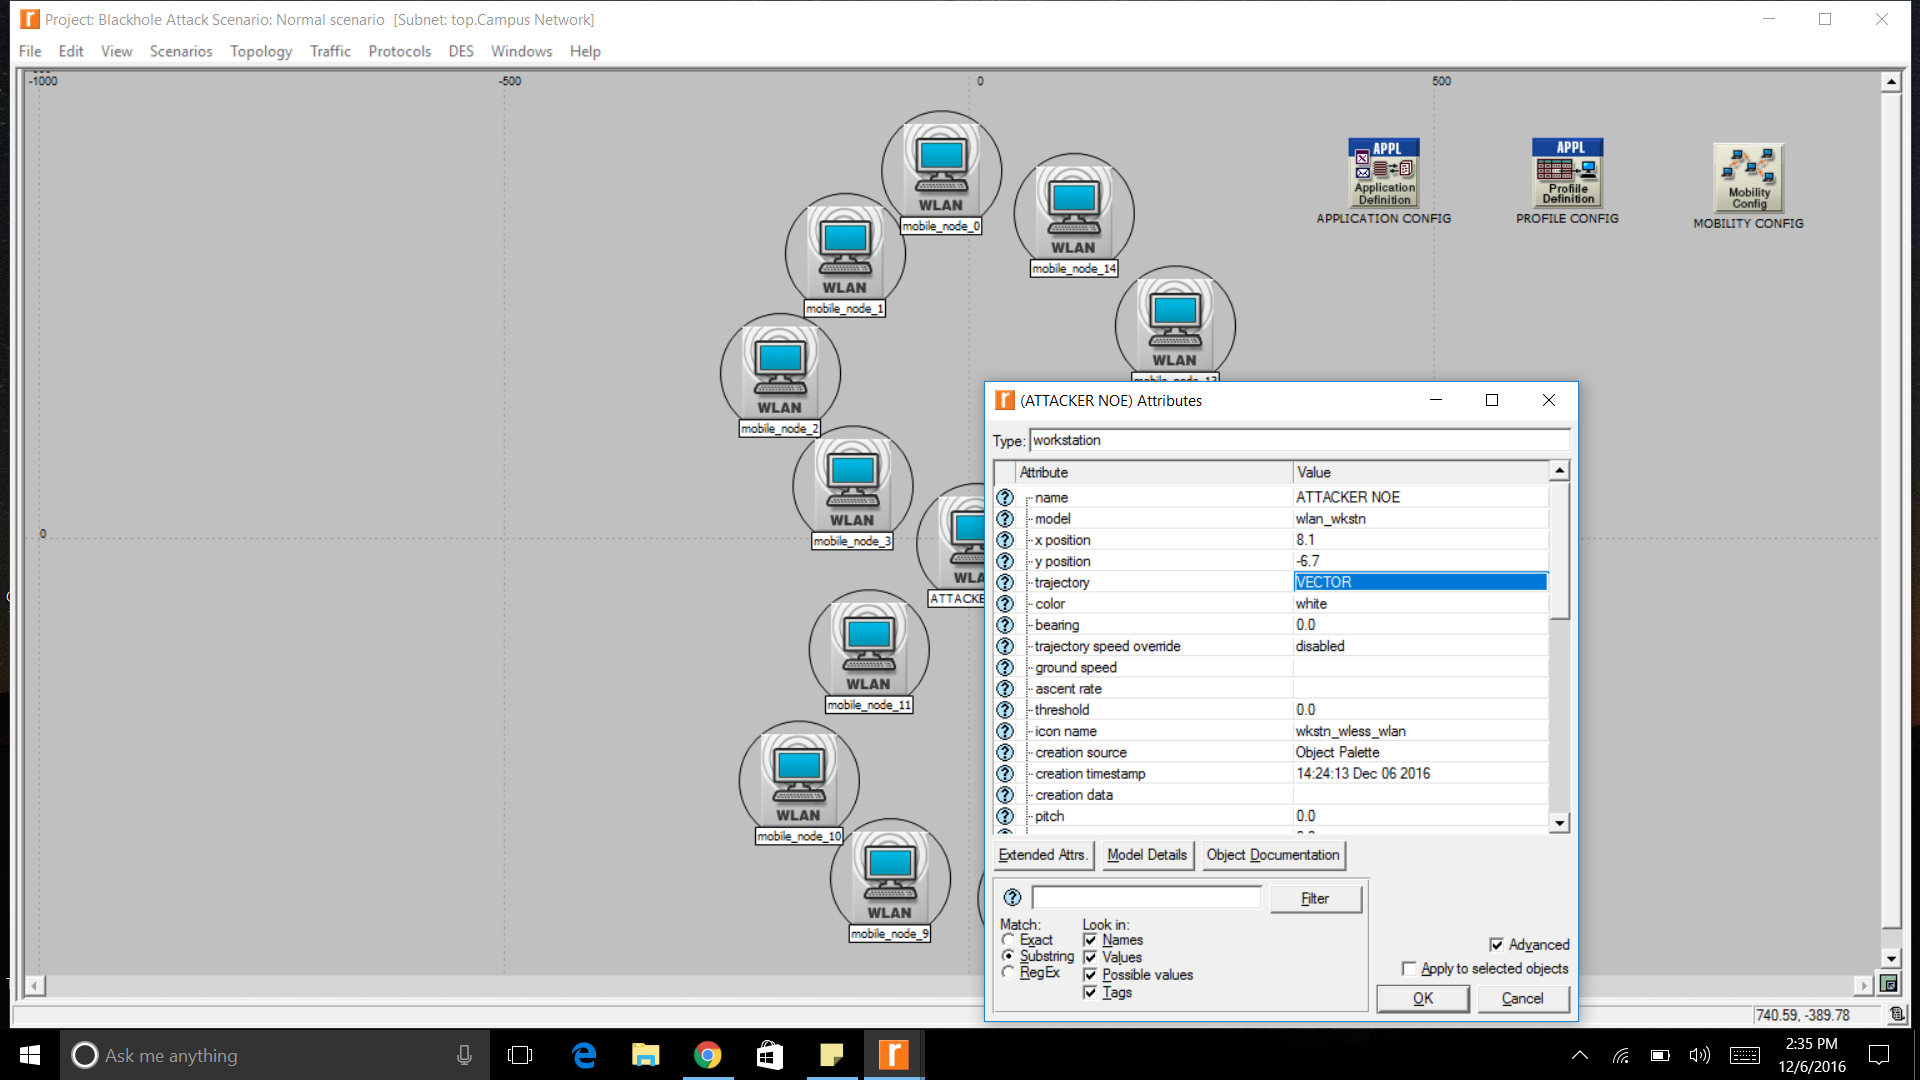 Project: Blackhole Attack Scenario: Normal scenario [Subnet: top.Campus Network]
File Edit View Scenarios Topology Traffic Protocols DES Windows Help
-1000 -500 0 500
0
WLAN
mobile_node_0
WLAN
mobile_node_14
WLAN
mobile_node_1
WLAN
mobile_node_13
WLAN
mobile_node_2
WLAN
mobile_node_3
WLA
ATTACKE
WLAN
mobile_node_11
WLAN
mobile_node_10
WLAN
mobile_node_9
APPL
Application
Definition
APPLICATION CONFIG
APPL
Profile
Definition
PROFILE CONFIG
Mobility
Config
MOBILITY CONFIG
(ATTACKER NOE) Attributes
Type: workstation
Attribute Value
name ATTACKER NOE
model wlan_wkstn
x position 8.1
y position -6.7
trajectory VECTOR
color white
bearing 0.0
trajectory speed override disabled
ground speed
ascent rate
threshold 0.0
icon name wkstn_wless_wlan
creation source Object Palette
creation timestamp 14:24:13 Dec 06 2016
creation data
pitch 0.0
Extended Attrs. Model Details Object Documentation
Filter
Match: Look in:
Exact Names
Substring Values
RegEx Possible values
Tags
Advanced
Apply to selected objects
OK Cancel
740.59, -389.78
Ask me anything
2:35 PM
12/6/2016